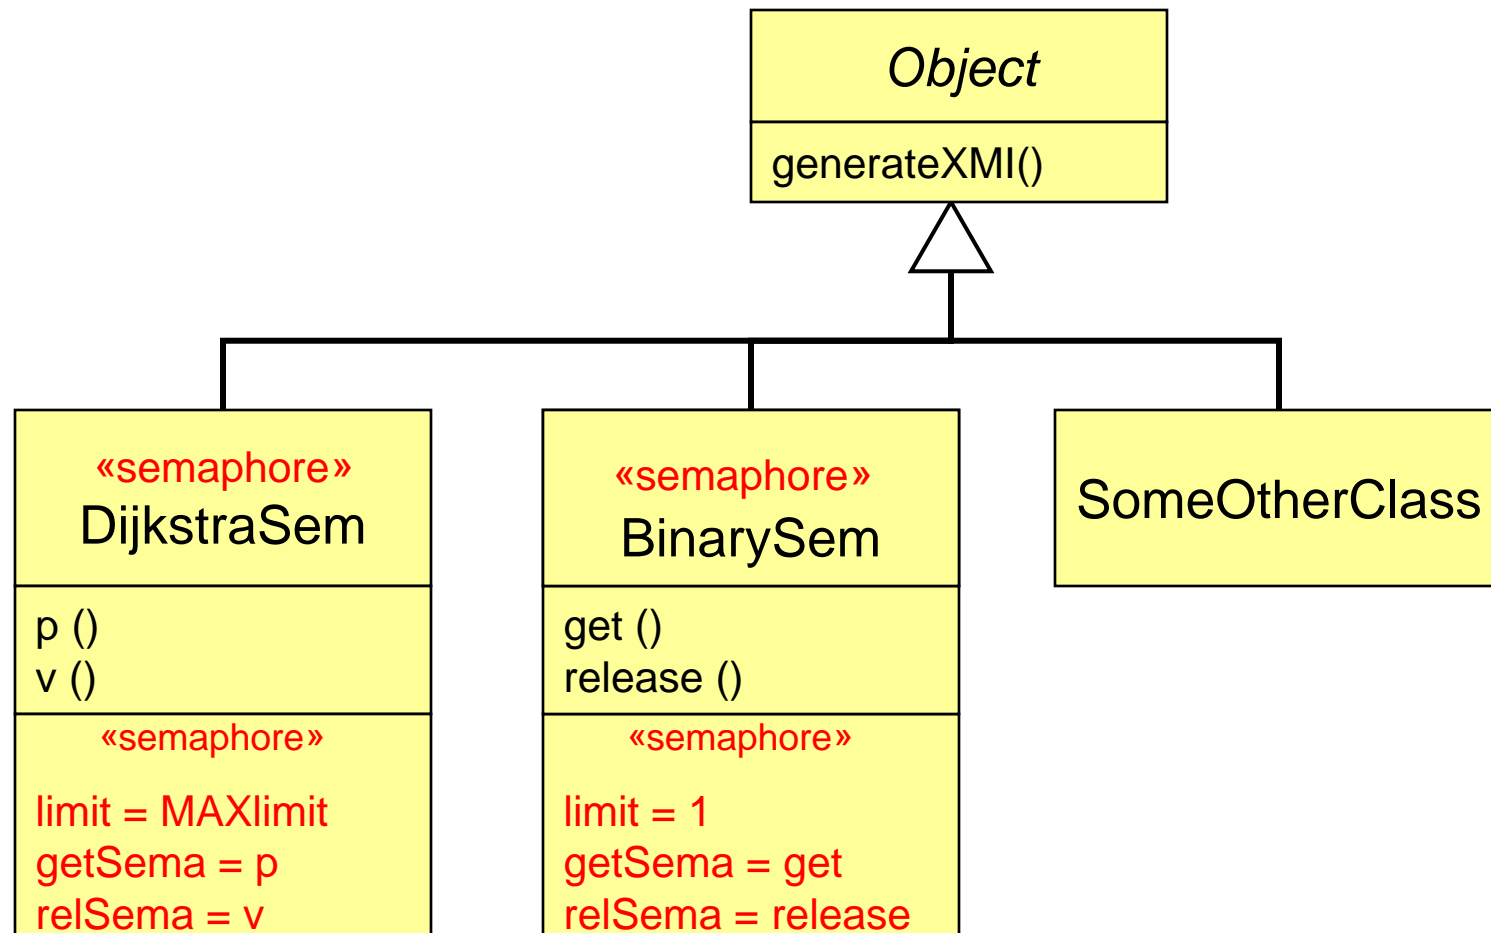 Object
generateXMI()
«semaphore»
DijkstraSem
p ()
v ()
«semaphore»
limit = MAXlimit
getSema = p
relSema = v
«semaphore»
BinarySem
get ()
release ()
«semaphore»
limit = 1
getSema = get
relSema = release
SomeOtherClass